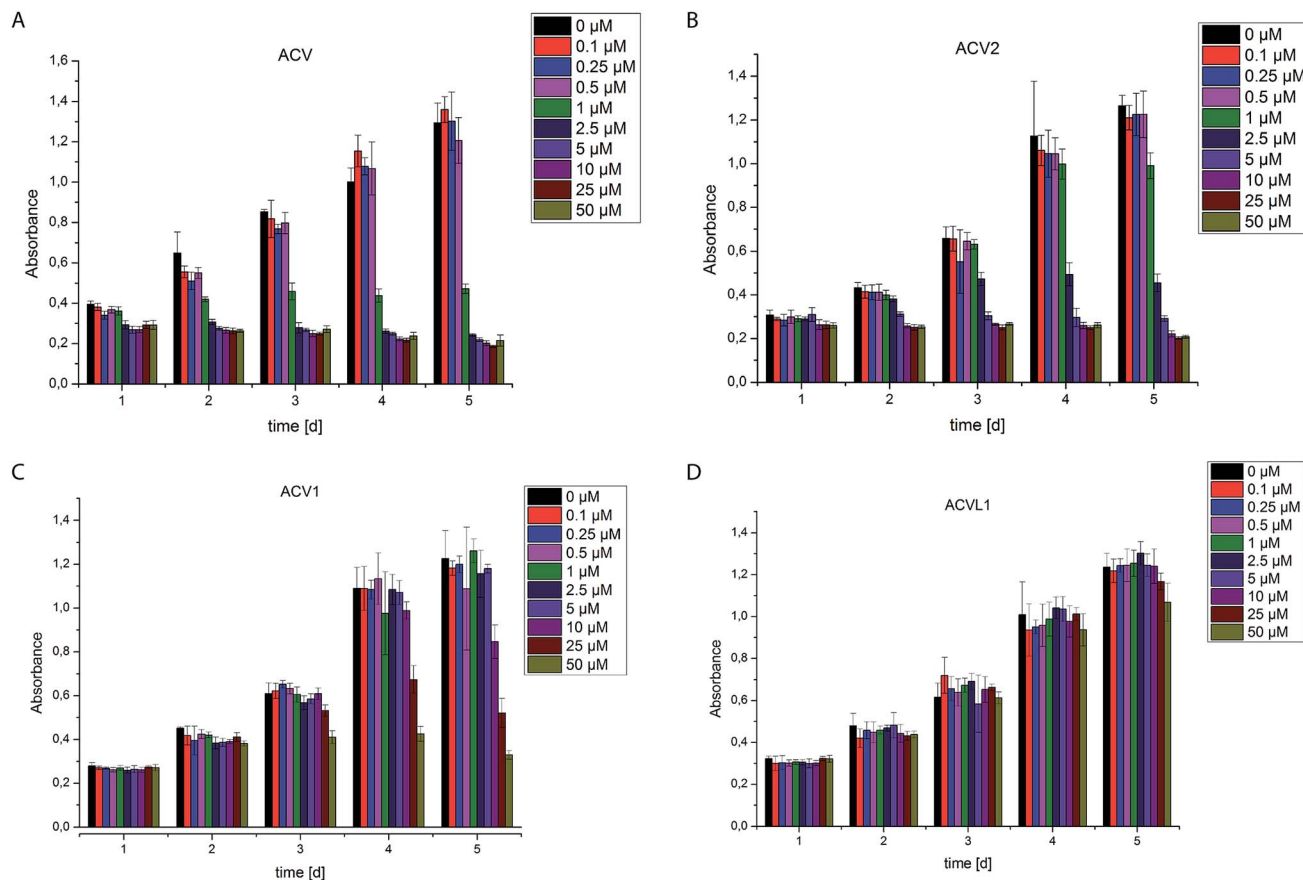 A
ACV
0 µM
0.1 µM
0.25 µM
0.5 µM
1 µM
2.5 µM
5 µM
10 µM
25 µM
50 µM
1,6
1,4
1,2
1,0
0,8
0,6
0,4
0,2
0,0
Absorbance
1 2 3 4 5
time [d]
B
ACV2
0 µM
0.1 µM
0.25 µM
0.5 µM
1 µM
2.5 µM
5 µM
10 µM
25 µM
50 µM
1,4
1,2
1,0
0,8
0,6
0,4
0,2
0,0
Absorbance
1 2 3 4 5
time [d]
C
ACV1
0 µM
0.1 µM
0.25 µM
0.5 µM
1 µM
2.5 µM
5 µM
10 µM
25 µM
50 µM
1,4
1,2
1,0
0,8
0,6
0,4
0,2
0,0
Absorbance
1 2 3 4 5
time [d]
D
ACVL1
0 µM
0.1 µM
0.25 µM
0.5 µM
1 µM
2.5 µM
5 µM
10 µM
25 µM
50 µM
1,4
1,2
1,0
0,8
0,6
0,4
0,2
0,0
Absorbance
1 2 3 4 5
time [d]